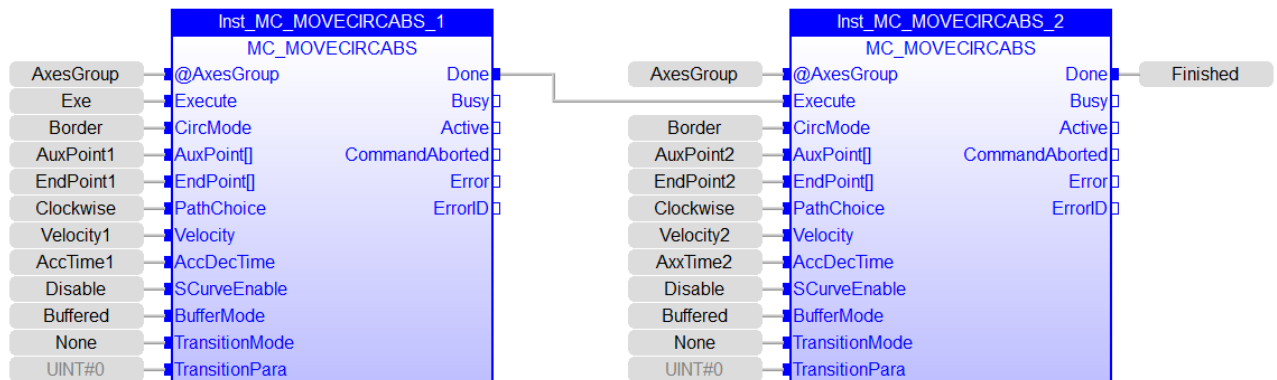 Inst_MC_MOVECIRCABS_1
MC_MOVECIRCABS
AxesGroup @AxesGroup Done
Exe Execute Busy
Border CircMode Active
AuxPoint1 AuxPoint[] CommandAborted
EndPoint1 EndPoint[] Error
Clockwise PathChoice ErrorID
Velocity1 Velocity
AccTime1 AccDecTime
Disable SCurveEnable
Buffered BufferMode
None TransitionMode
UINT#0 TransitionPara
Inst_MC_MOVECIRCABS_2
MC_MOVECIRCABS
AxesGroup @AxesGroup Done Finished
Execute Busy
Border CircMode Active
AuxPoint2 AuxPoint[] CommandAborted
EndPoint2 EndPoint[] Error
Clockwise PathChoice ErrorID
Velocity2 Velocity
AxxTime2 AccDecTime
Disable SCurveEnable
Buffered BufferMode
None TransitionMode
UINT#0 TransitionPara